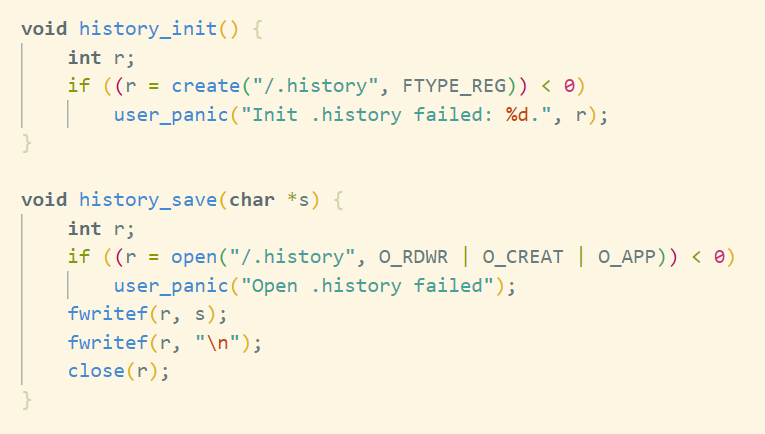 void history_init() {
    int r;
    if ((r = create("/.history", FTYPE_REG)) < 0)
        user_panic("Init .history failed: %d.", r);
}

void history_save(char *s) {
    int r;
    if ((r = open("/.history", O_RDWR | O_CREAT | O_APP)) < 0)
        user_panic("Open .history failed");
    fwritef(r, s);
    fwritef(r, "\n");
    close(r);
}